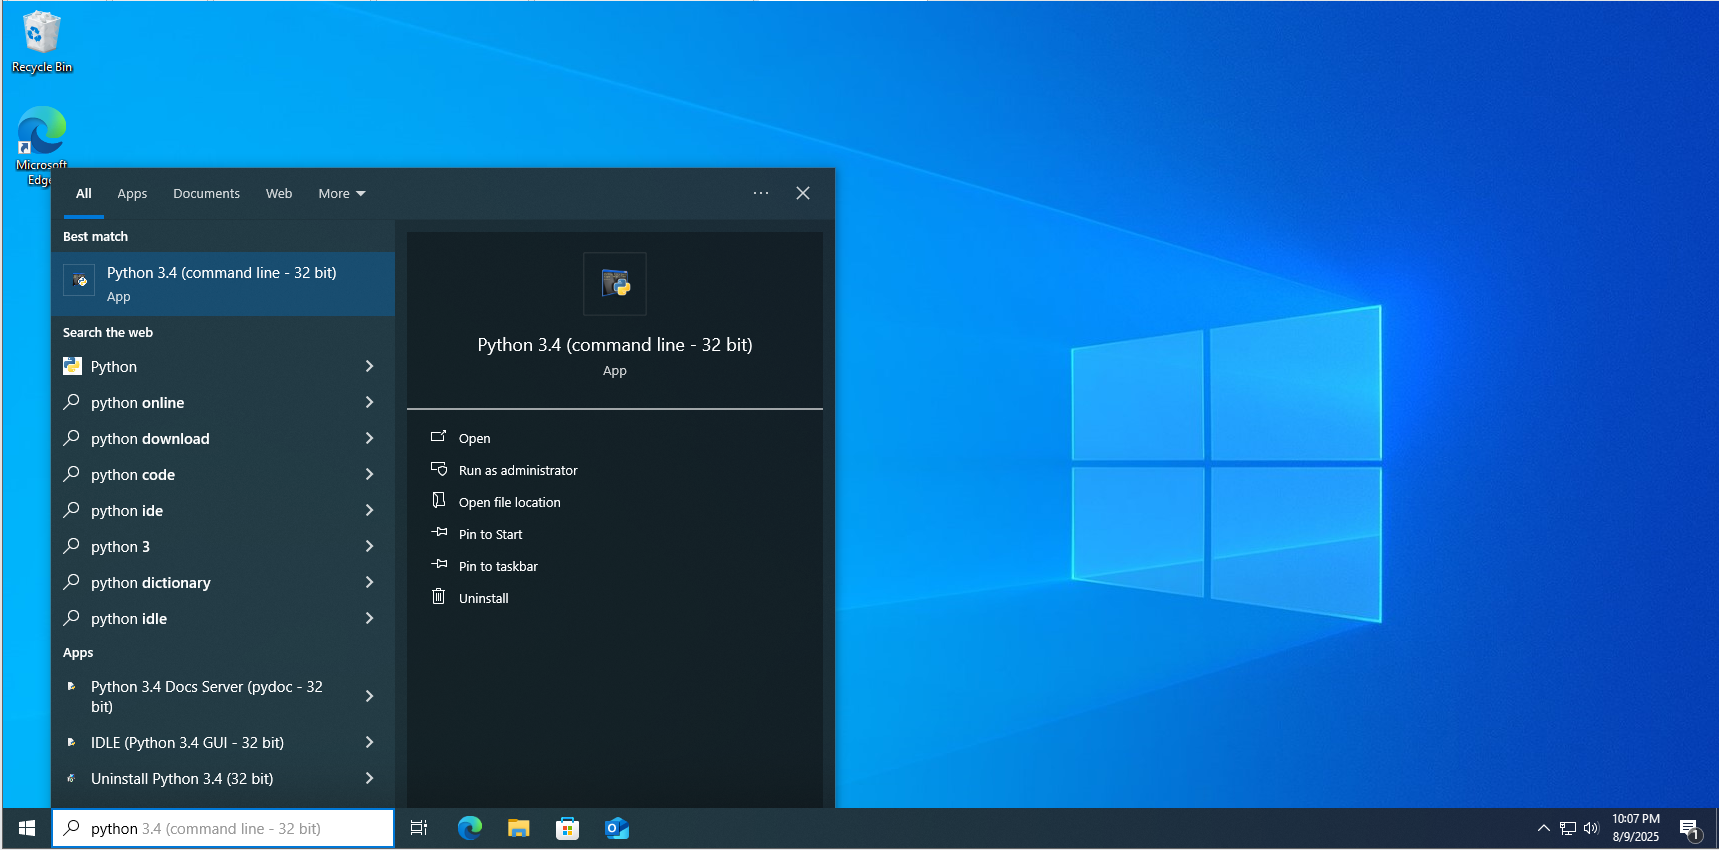 Recycle Bin
Microsoft
Edge
All
Apps
Documents
Web
More
Best match
Python 3.4 (command line - 32 bit)
App
Search the web
Python
python online
python download
python code
python ide
python 3
python dictionary
python idle
Apps
Python 3.4 Docs Server (pydoc - 32
bit)
IDLE (Python 3.4 GUI - 32 bit)
Uninstall Python 3.4 (32 bit)
Python 3.4 (command line - 32 bit)
App
Open
Run as administrator
Open file location
Pin to Start
Pin to taskbar
Uninstall
python 3.4 (command line - 32 bit)
10:07 PM
8/9/2025
1